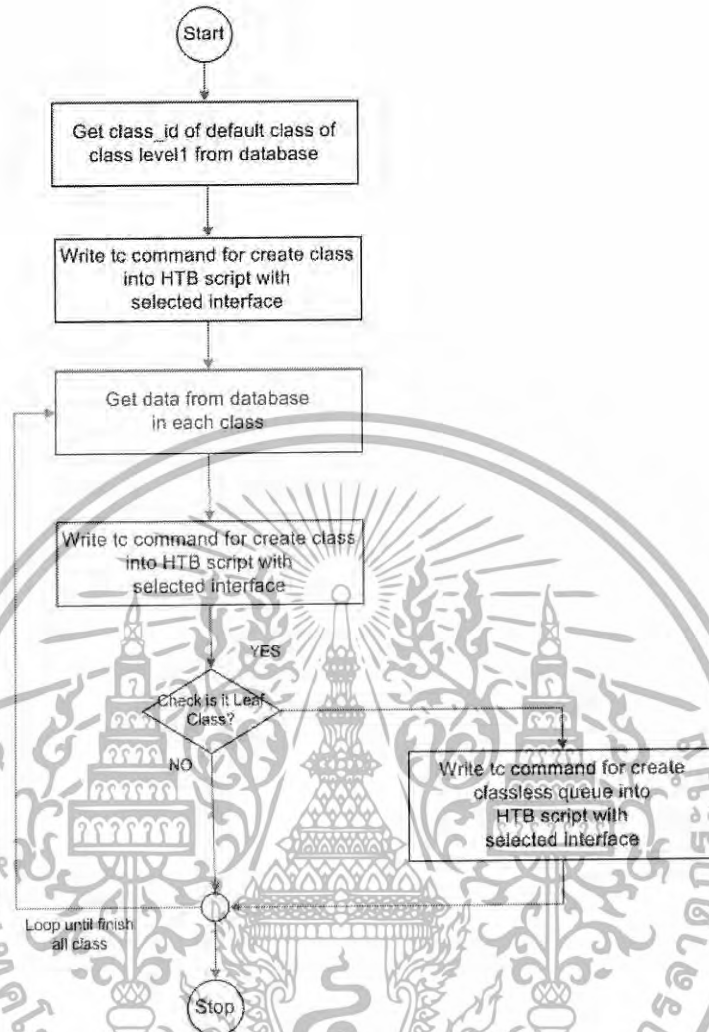 Start
Get class_id of default class of
class level1 from database
Write tc command for create class
into HTB script with
selected interface
Get data from database
in each class
Write tc command for create class
into HTB script with
selected interface
YES
Check is it Leaf
Class?
NO
Write tc command for create
classless queue into
HTB script with
selected interface
Loop until finish
all class
Stop